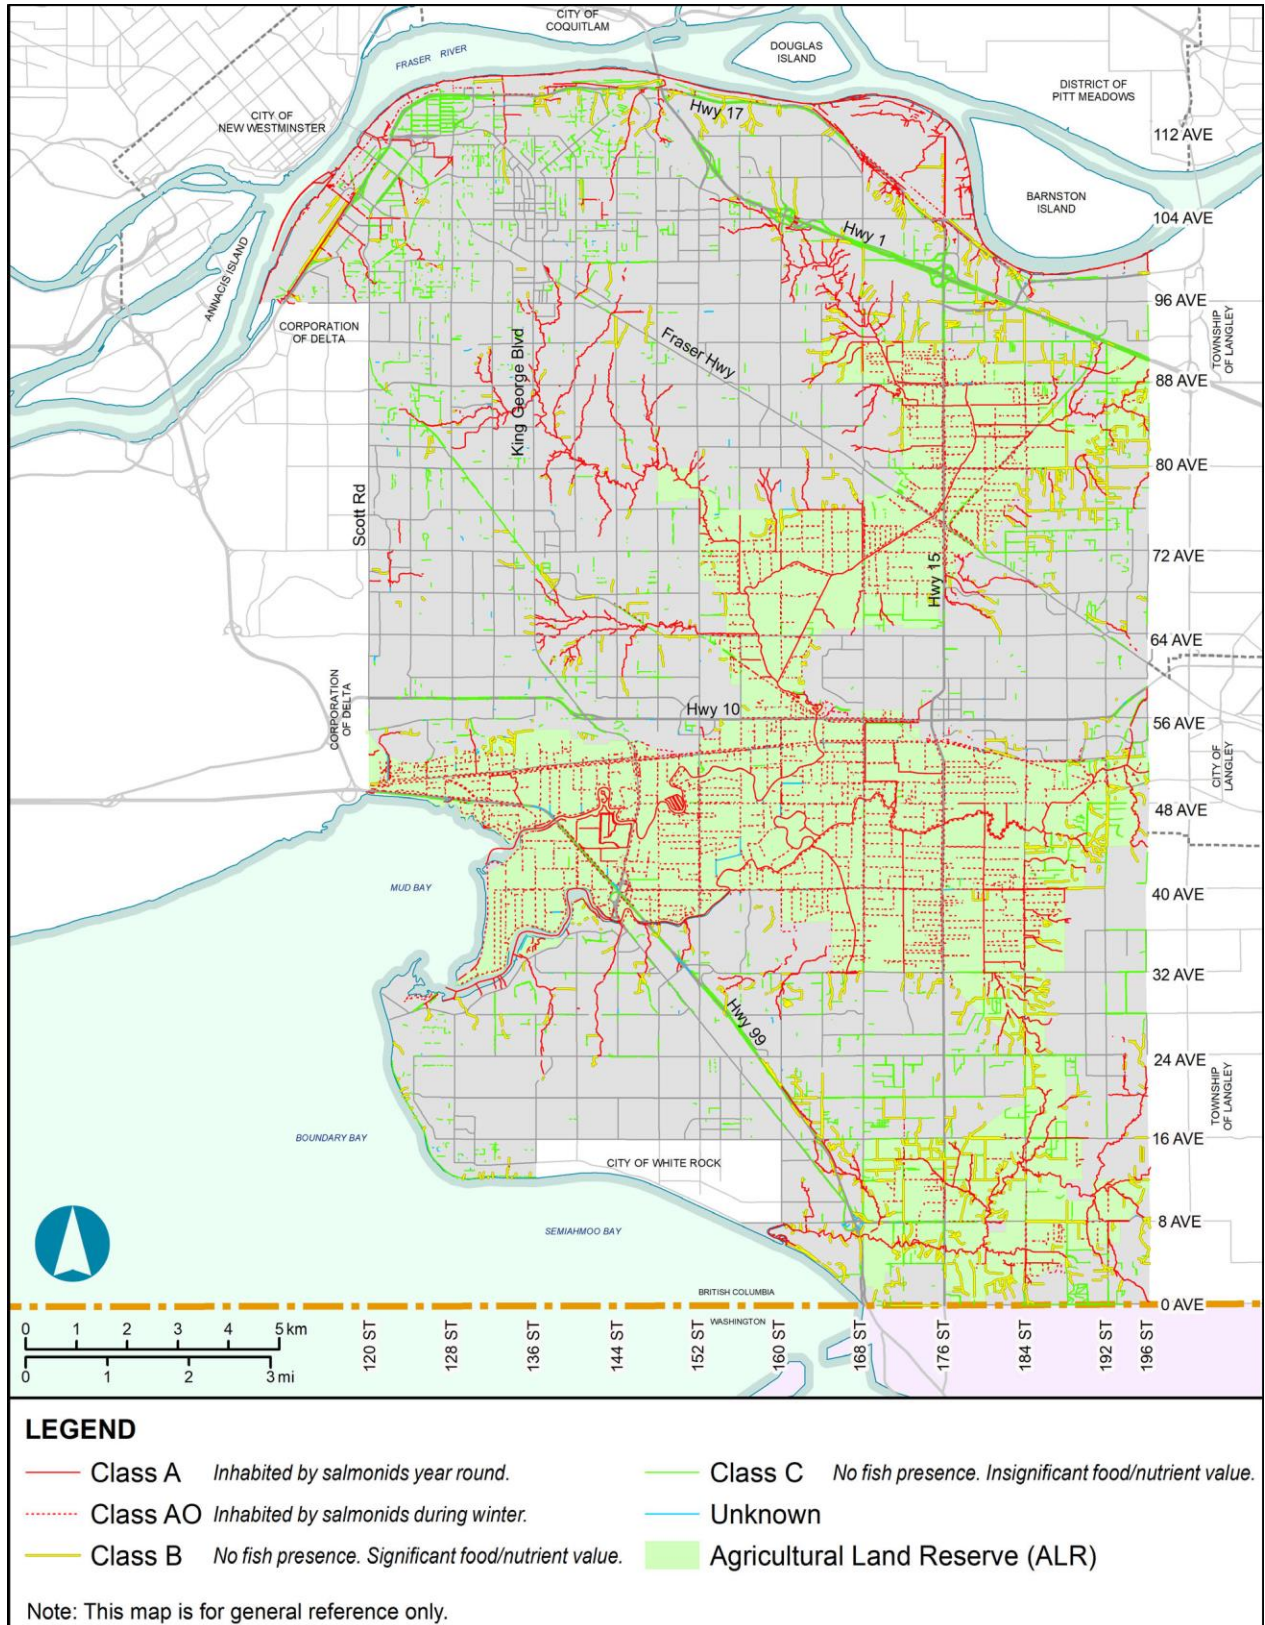 CITY OF
COQUITLAM
DOUGLAS
ISLAND
FRASER RIVER
DISTRICT OF
PITT MEADOWS
CITY OF
NEW WESTMINSTER
Hwy 17
112 AVE
BARNSTON
ISLAND
104 AVE
Hwy 1
ANNACIS ISLAND
96 AVE
CORPORATION
OF DELTA
King George Blvd
Fraser Hwy
TOWNSHIP
OF LANGLEY
88 AVE
80 AVE
Scott Rd
72 AVE
Hwy 15
64 AVE
CORPORATION
OF DELTA
Hwy 10
56 AVE
CITY OF
LANGLEY
48 AVE
MUD BAY
40 AVE
32 AVE
Hwy 99
24 AVE
TOWNSHIP
OF LANGLEY
BOUNDARY BAY
16 AVE
CITY OF WHITE ROCK
SEMIAHMOO BAY
8 AVE
BRITISH COLUMBIA
0 AVE
WASHINGTON
0 1 2 3 4 5 km
0 1 2 3 mi
120 ST
128 ST
136 ST
144 ST
152 ST
160 ST
168 ST
176 ST
184 ST
192 ST
196 ST
LEGEND
Class A Inhabited by salmonids year round.
Class AO Inhabited by salmonids during winter.
Class B No fish presence. Significant food/nutrient value.
Class C No fish presence. Insignificant food/nutrient value.
Unknown
Agricultural Land Reserve (ALR)
Note: This map is for general reference only.